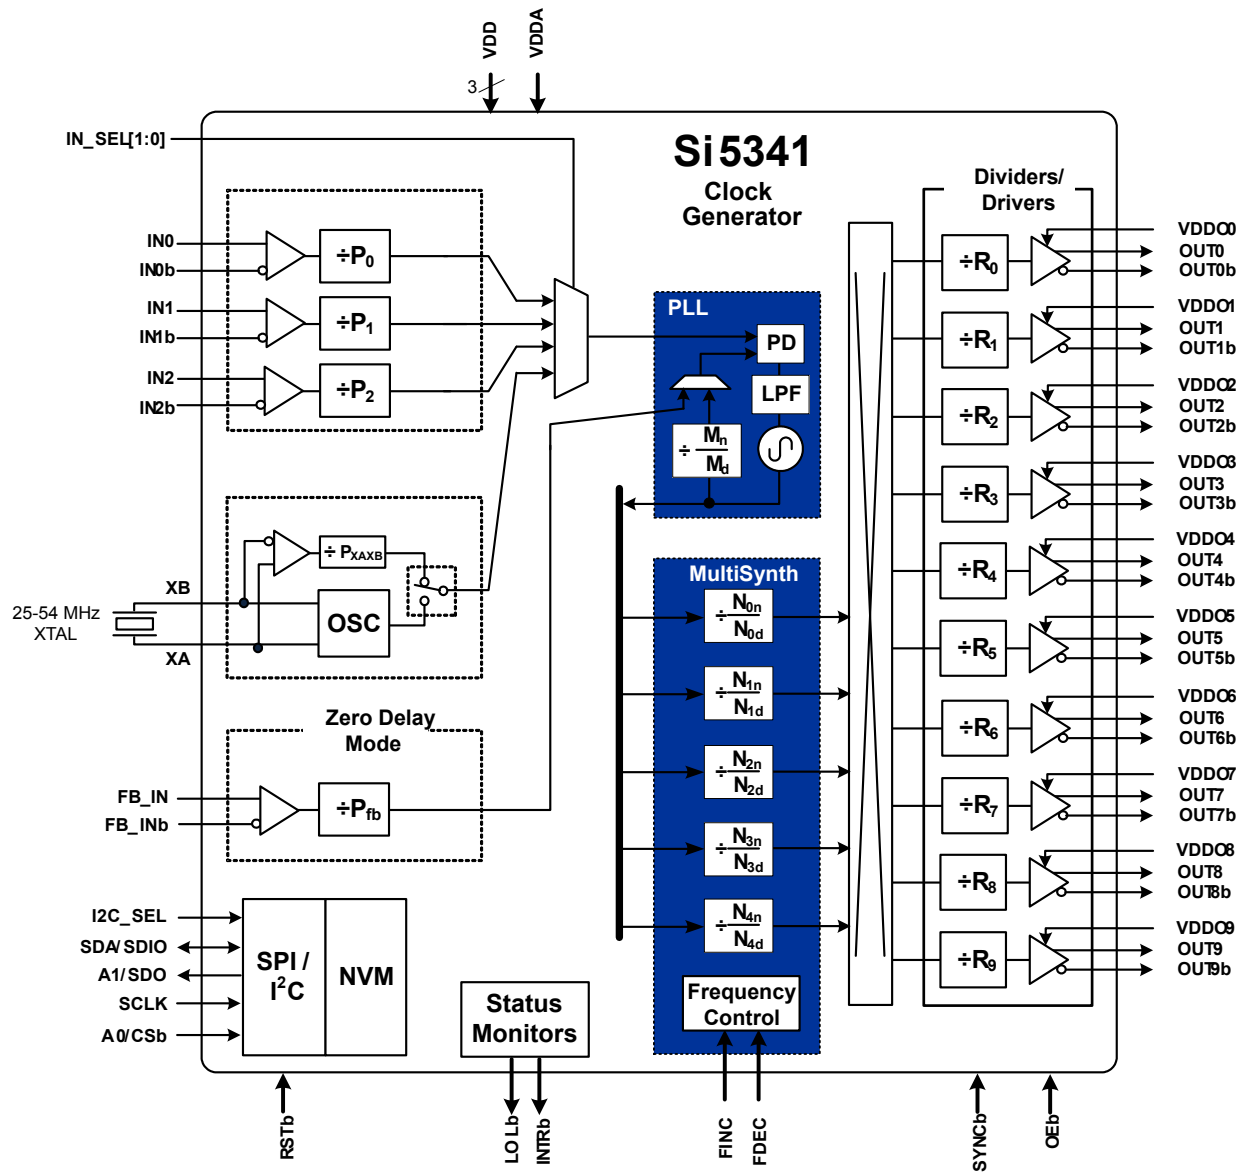 VDD
VDDA
3
IN_SEL[1:0]
Si5341
Clock
Generator
Dividers/
Drivers
IN0
IN0b
IN1
IN1b
IN2
IN2b
÷P0
÷P1
÷P2
PLL
PD
LPF
÷ Mn
Md
XB
XA
25-54 MHz
XTAL
÷ PXAXB
OSC
Zero Delay
Mode
FB_IN
FB_INb
÷Pfb
MultiSynth
÷ N0n
N0d
÷ N1n
N1d
÷ N2n
N2d
÷ N3n
N3d
÷ N4n
N4d
Frequency
Control
FINC
FDEC
I2C_SEL
SDA/SDIO
A1/SDO
SCLK
A0/CSb
SPI /
I²C
NVM
RSTb
Status
Monitors
LOLb
INTRb
÷R0
÷R1
÷R2
÷R3
÷R4
÷R5
÷R6
÷R7
÷R8
÷R9
VDDO0
OUT0
OUT0b
VDDO1
OUT1
OUT1b
VDDO2
OUT2
OUT2b
VDDO3
OUT3
OUT3b
VDDO4
OUT4
OUT4b
VDDO5
OUT5
OUT5b
VDDO6
OUT6
OUT6b
VDDO7
OUT7
OUT7b
VDDO8
OUT8
OUT8b
VDDO9
OUT9
OUT9b
SYNCb
OEb